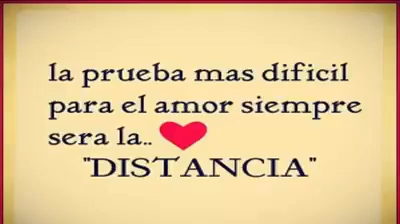 la prueba mas dificil
para el amor siempre
sera la..
"DISTANCIA"